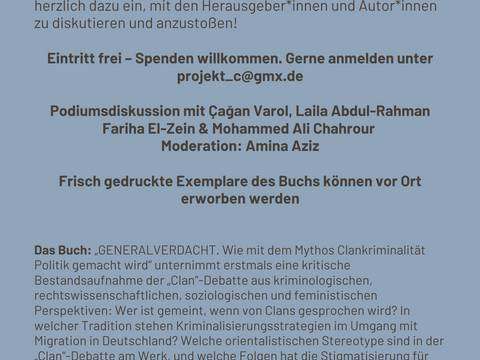 herzlich dazu ein, mit den Herausgeber*innen und Autor*innen
zu diskutieren und anzustoßen!
Eintritt frei – Spenden willkommen. Gerne anmelden unter
projekt_c@gmx.de
Podiumsdiskussion mit Çağan Varol, Laila Abdul-Rahman
Fariha El-Zein & Mohammed Ali Chahrour
Moderation: Amina Aziz
Frisch gedruckte Exemplare des Buchs können vor Ort
erworben werden
Das Buch: „GENERALVERDACHT. Wie mit dem Mythos Clankriminalität
Politik gemacht wird“ unternimmt erstmals eine kritische
Bestandsaufnahme der „Clan“-Debatte aus kriminologischen,
rechtswissenschaftlichen, soziologischen und feministischen
Perspektiven: Wer ist gemeint, wenn von Clans gesprochen wird? In
welcher Tradition stehen Kriminalisierungsstrategien im Umgang mit
Migration in Deutschland? Welche orientalistischen Stereotype sind in der
„Clan“-Debatte am Werk, und welche Folgen hat die Stigmatisierung für